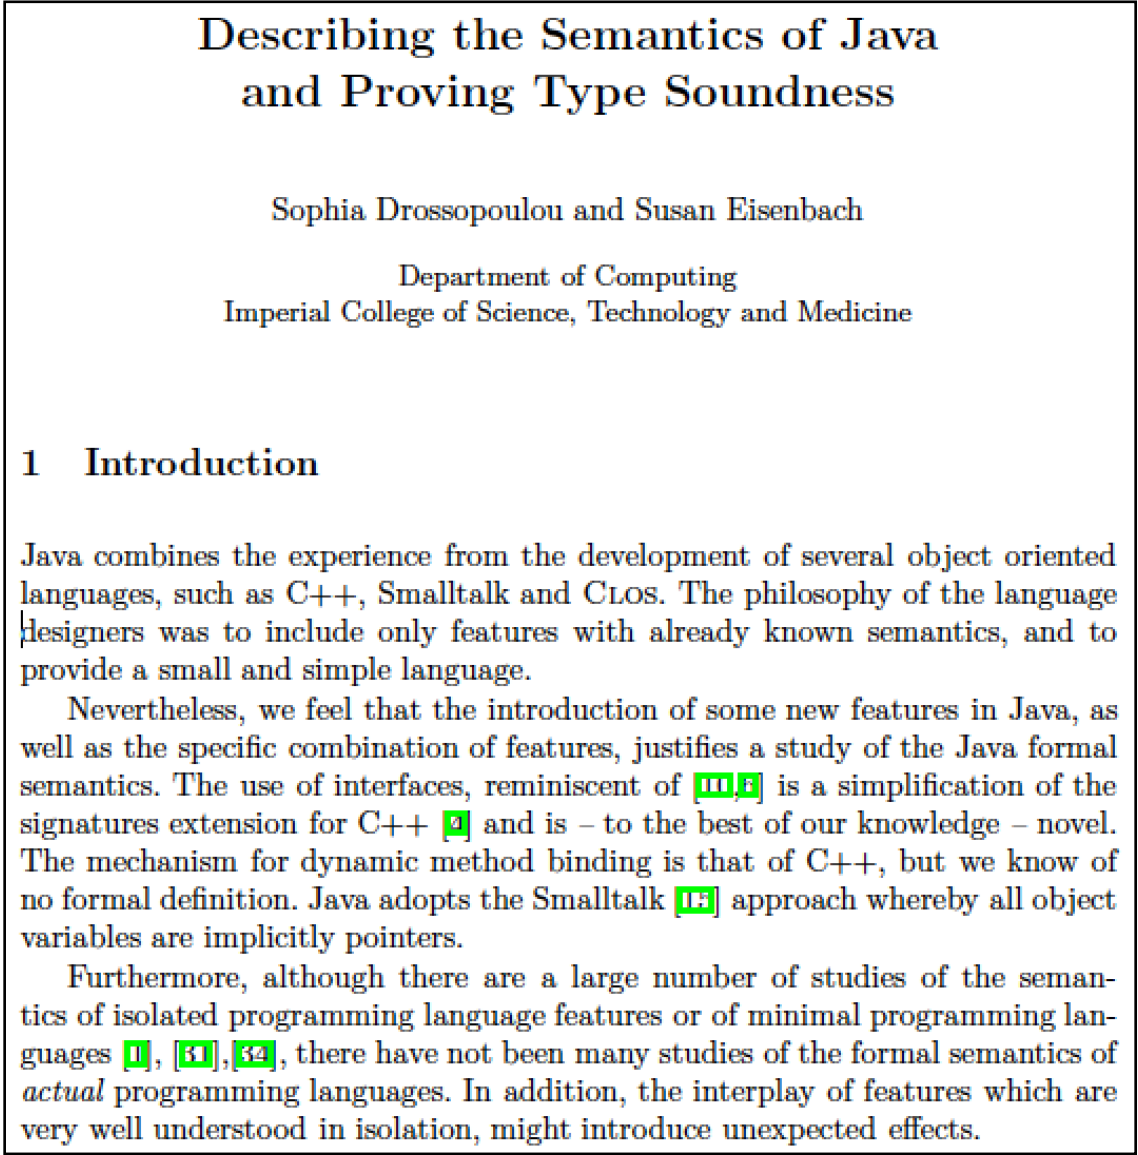 Describing the Semantics of Java
and Proving Type Soundness
Sophia Drossopoulou and Susan Eisenbach
Department of Computing
Imperial College of Science, Technology and Medicine
1 Introduction
Java combines the experience from the development of several object oriented
languages, such as C++, Smalltalk and CLOS. The philosophy of the language
designers was to include only features with already known semantics, and to
provide a small and simple language.
Nevertheless, we feel that the introduction of some new features in Java, as
well as the specific combination of features, justifies a study of the Java formal
semantics. The use of interfaces, reminiscent of is a simplification of the
signatures extension for C++ [4] and is – to the best of our knowledge – novel.
The mechanism for dynamic method binding is that of C++, but we know of
no formal definition. Java adopts the Smalltalk [15] approach whereby all object
variables are implicitly pointers.
Furthermore, although there are a large number of studies of the seman-
tics of isolated programming language features or of minimal programming lan-
guages [1], [31],[34], there have not been many studies of the formal semantics of
actual programming languages. In addition, the interplay of features which are
very well understood in isolation, might introduce unexpected effects.